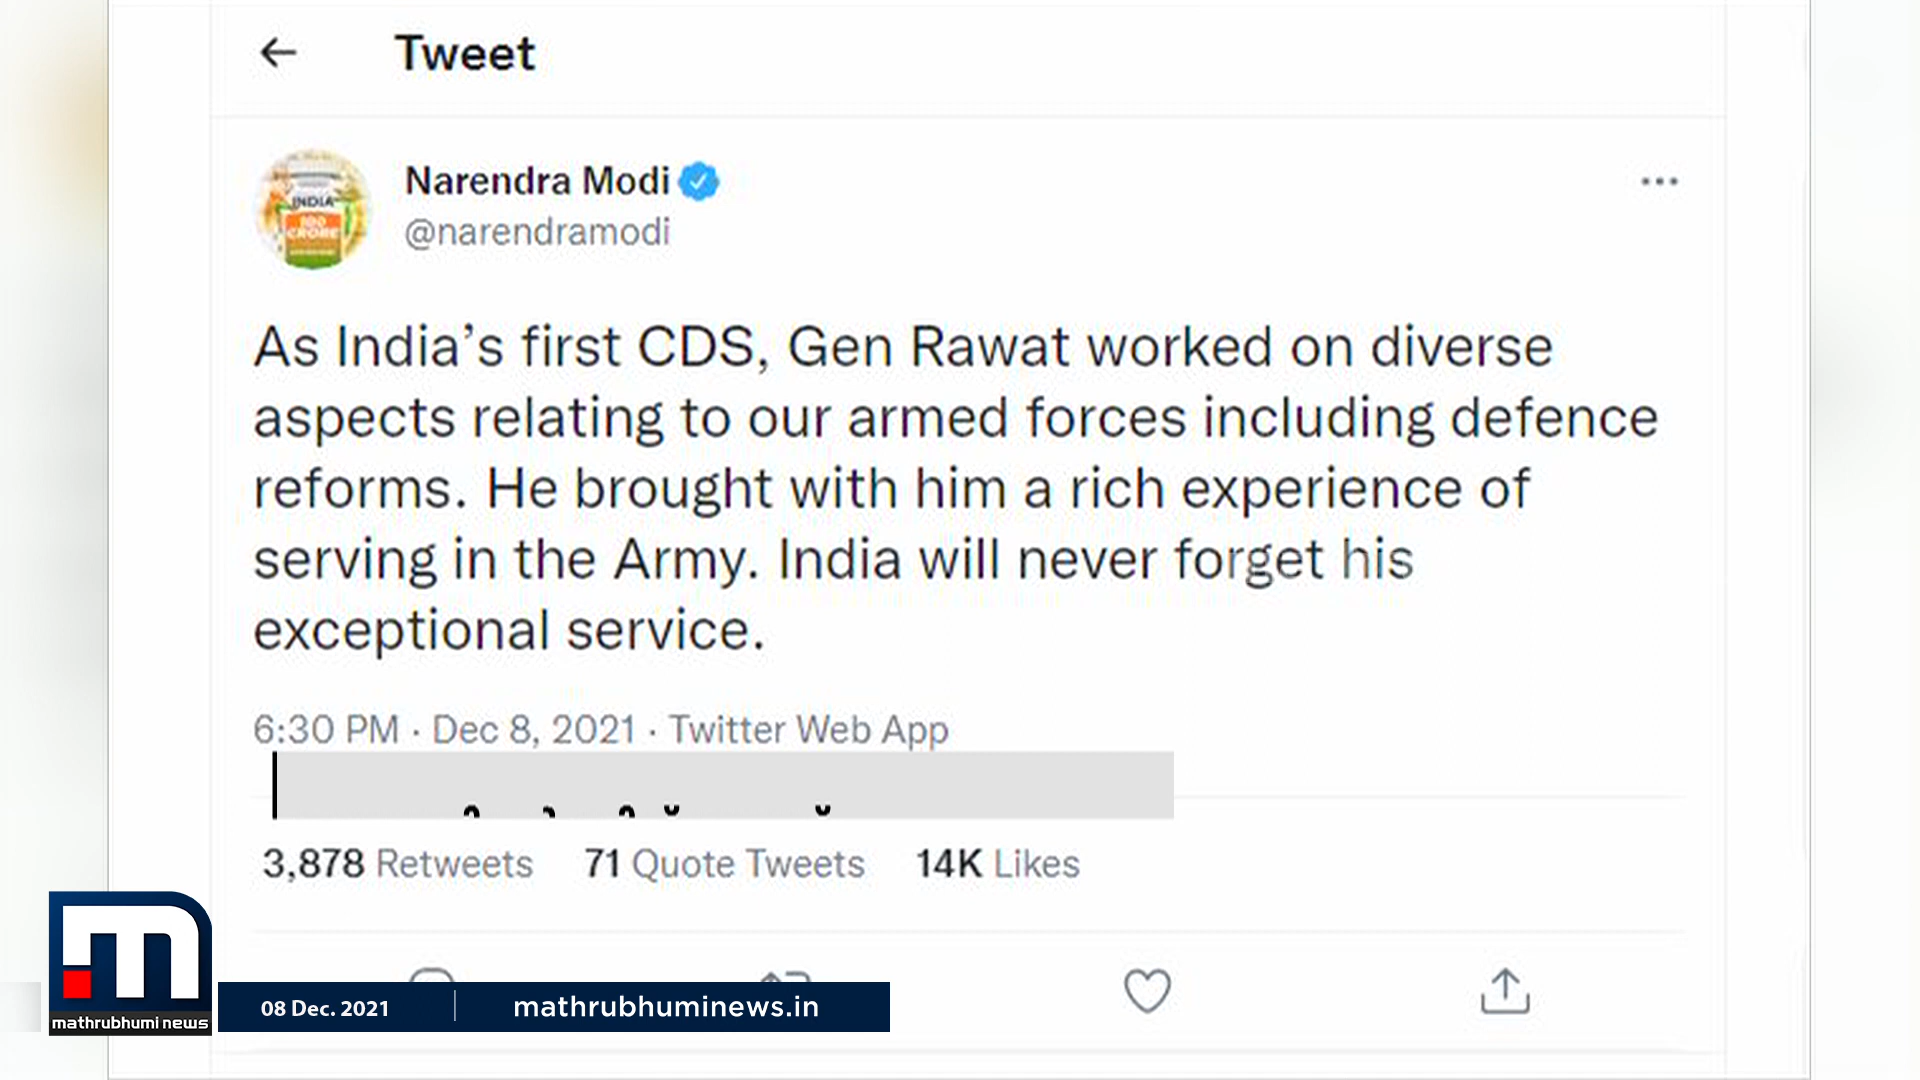 Tweet
Narendra Modi
@narendramodi
INDIA
100
CRORE
As India’s first CDS, Gen Rawat worked on diverse
aspects relating to our armed forces including defence
reforms. He brought with him a rich experience of
serving in the Army. India will never forget his
exceptional service.
6:30 PM · Dec 8, 2021 · Twitter Web App
3,878 Retweets 71 Quote Tweets 14K Likes
mathrubhumi news
08 Dec. 2021
mathrubhuminews.in